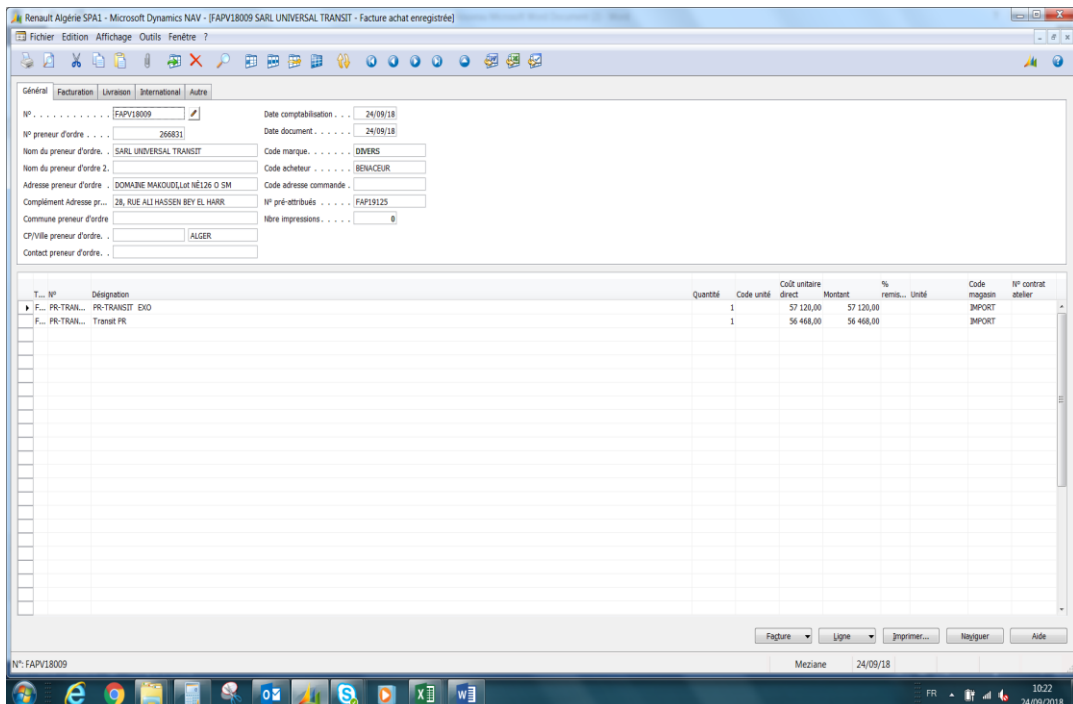 Renault Algérie SPA1 - Microsoft Dynamics NAV - [FAPV18009 SARL UNIVERSAL TRANSIT - Facture achat enregistrée]
Fichier Edition Affichage Outils Fenêtre ?
Général Facturation Livraison International Autre
Nº . . . . . . . . . . . . FAPV18009 Date comptabilisation . . . 24/09/18
Nº preneur d'ordre . . . . 266831 Date document . . . . . . 24/09/18
Nom du preneur d'ordre. . SARL UNIVERSAL TRANSIT Code marque. . . . . . . DIVERS
Nom du preneur d'ordre 2. Code acheteur . . . . . . BENACEUR
Adresse preneur d'ordre . DOMAINE MAKOUDI,Lot NÊ126 O SM Code adresse commande .
Complément Adresse pr... 28, RUE ALI HASSEN BEY EL HARR Nº pré-attribués . . . . . FAP19125
Commune preneur d'ordre Nbre impressions. . . . . 0
CP/Ville preneur d'ordre. . ALGER
Contact preneur d'ordre. .
T... Nº Désignation Quantité Code unité Coût unitaire direct Montant % remis... Unité Code magasin Nº contrat atelier
F... PR-TRAN... PR-TRANSIT EXO 1 57 120,00 57 120,00 IMPORT
F... PR-TRAN... Transit PR 1 56 468,00 56 468,00 IMPORT
Facture Ligne Imprimer... Naviguer Aide
N°: FAPV18009 Meziane 24/09/18
FR 10:22
24/09/2018